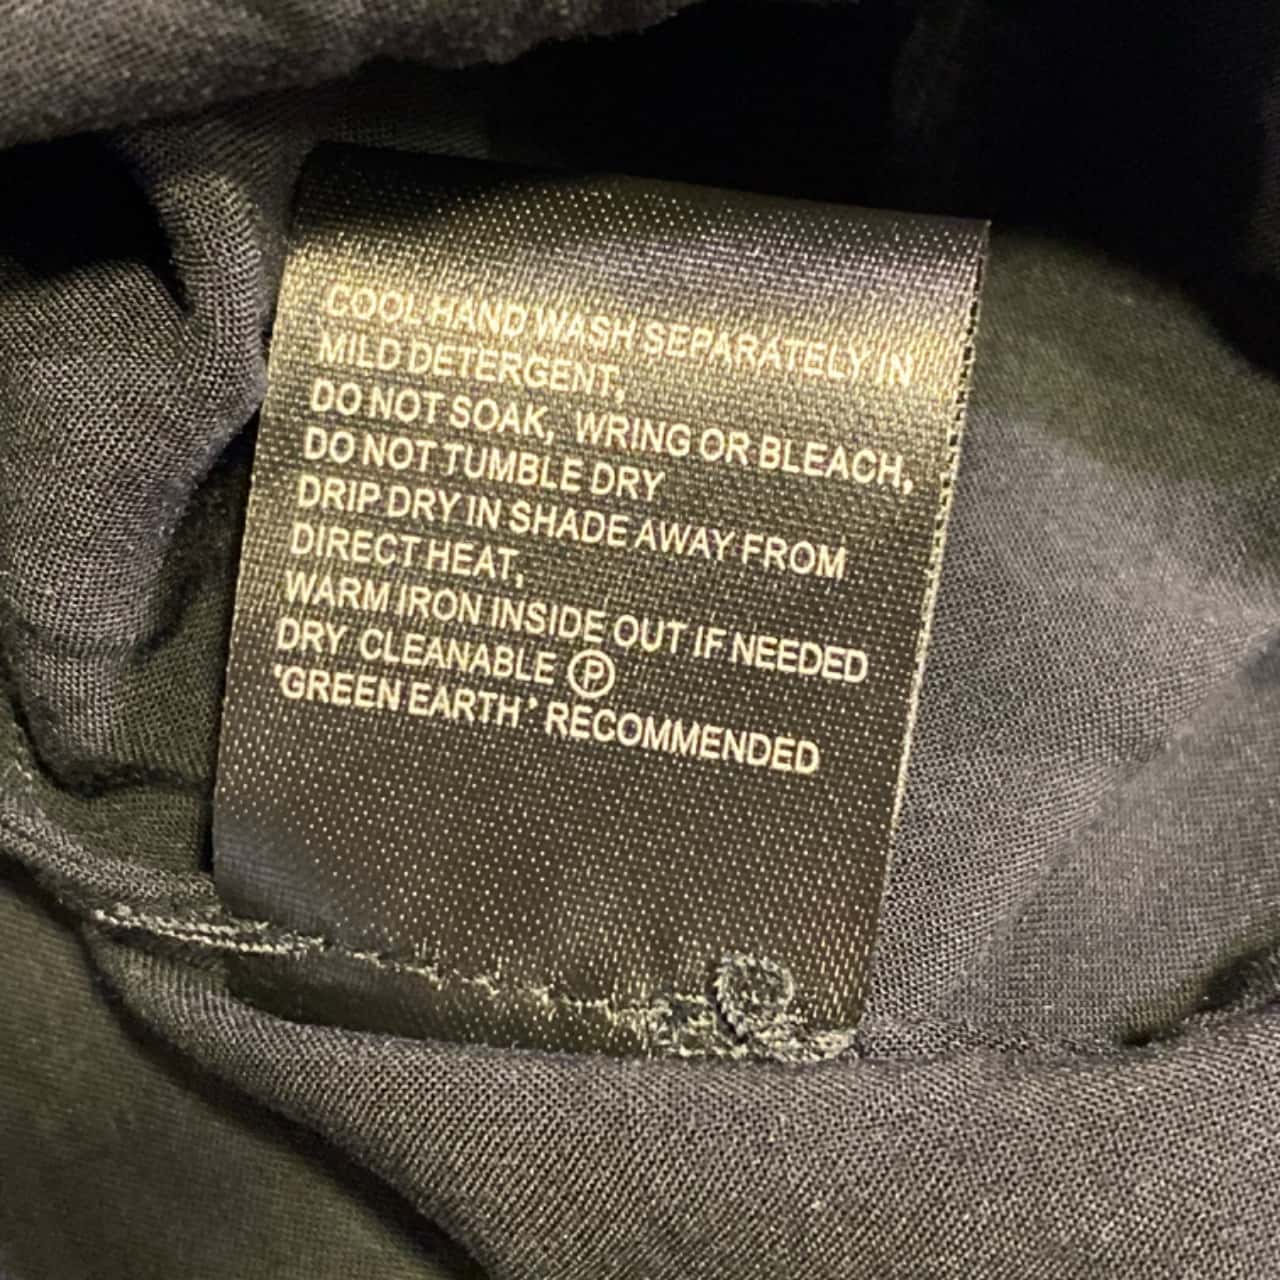 COOL HAND WASH SEPARATELY IN
MILD DETERGENT,
DO NOT SOAK, WRING OR BLEACH,
DO NOT TUMBLE DRY
DRIP DRY IN SHADE AWAY FROM
DIRECT HEAT,
WARM IRON INSIDE OUT IF NEEDED
DRY CLEANABLE Ⓟ
'GREEN EARTH.' RECOMMENDED